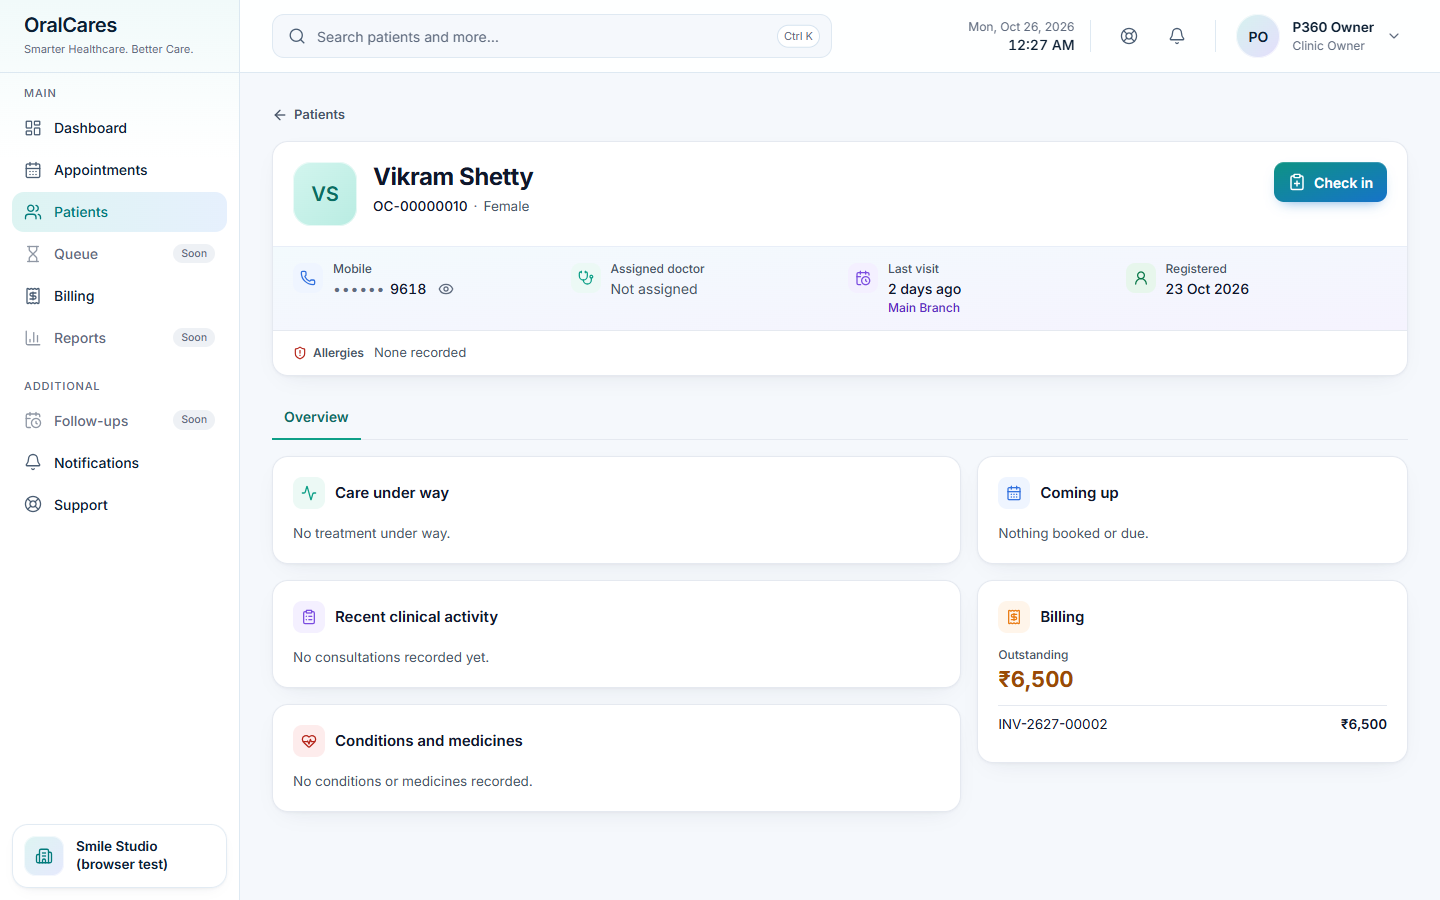 OralCares
Smarter Healthcare. Better Care.
Search patients and more...
Ctrl K
Mon, Oct 26, 2026
12:27 AM
PO
P360 Owner
Clinic Owner
MAIN
Dashboard
Appointments
Patients
Queue
Soon
Billing
Reports
Soon
ADDITIONAL
Follow-ups
Soon
Notifications
Support
Smile Studio
(browser test)
Patients
VS
Vikram Shetty
OC-00000010 · Female
Check in
Mobile
•••••• 9618
Assigned doctor
Not assigned
Last visit
2 days ago
Main Branch
Registered
23 Oct 2026
Allergies None recorded
Overview
Care under way
No treatment under way.
Recent clinical activity
No consultations recorded yet.
Conditions and medicines
No conditions or medicines recorded.
Coming up
Nothing booked or due.
Billing
Outstanding
₹6,500
INV-2627-00002 ₹6,500